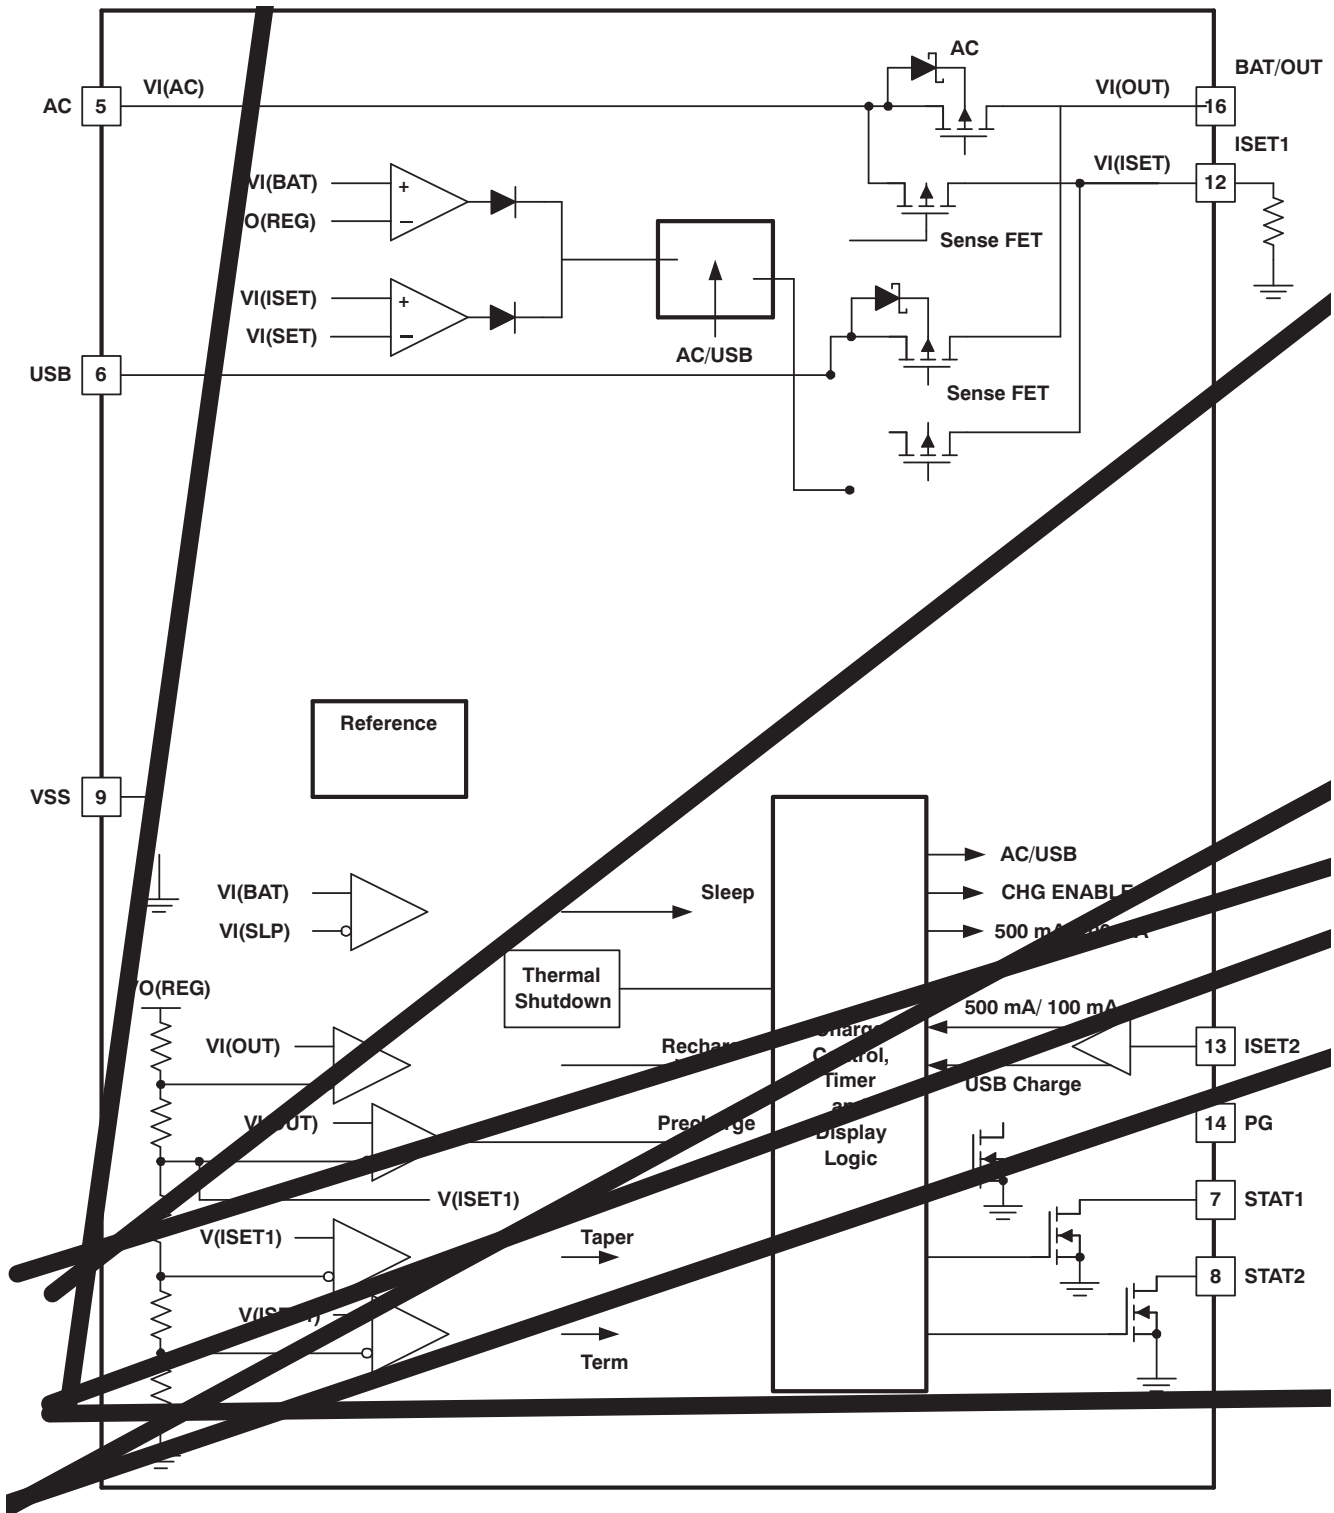 AC
BAT/OUT
VI(AC)
VI(OUT)
AC 5
16
ISET1
VI(ISET)
VI(BAT)
+
12
O(REG)
−
Sense FET
VI(ISET)
+
VI(SET)
−
AC/USB
USB 6
Sense FET
Reference
VSS 9
AC/USB
VI(BAT)
Sleep
CHG ENABLE
VI(SLP)
500 mA
Thermal
Shutdown
O(REG)
500 mA/ 100 mA
VI(OUT)
13 ISET2
Control,
Timer
USB Charge
Precharge
14 PG
Display
Logic
V(ISET1)
7 STAT1
V(ISET1)
Taper
8 STAT2
Term